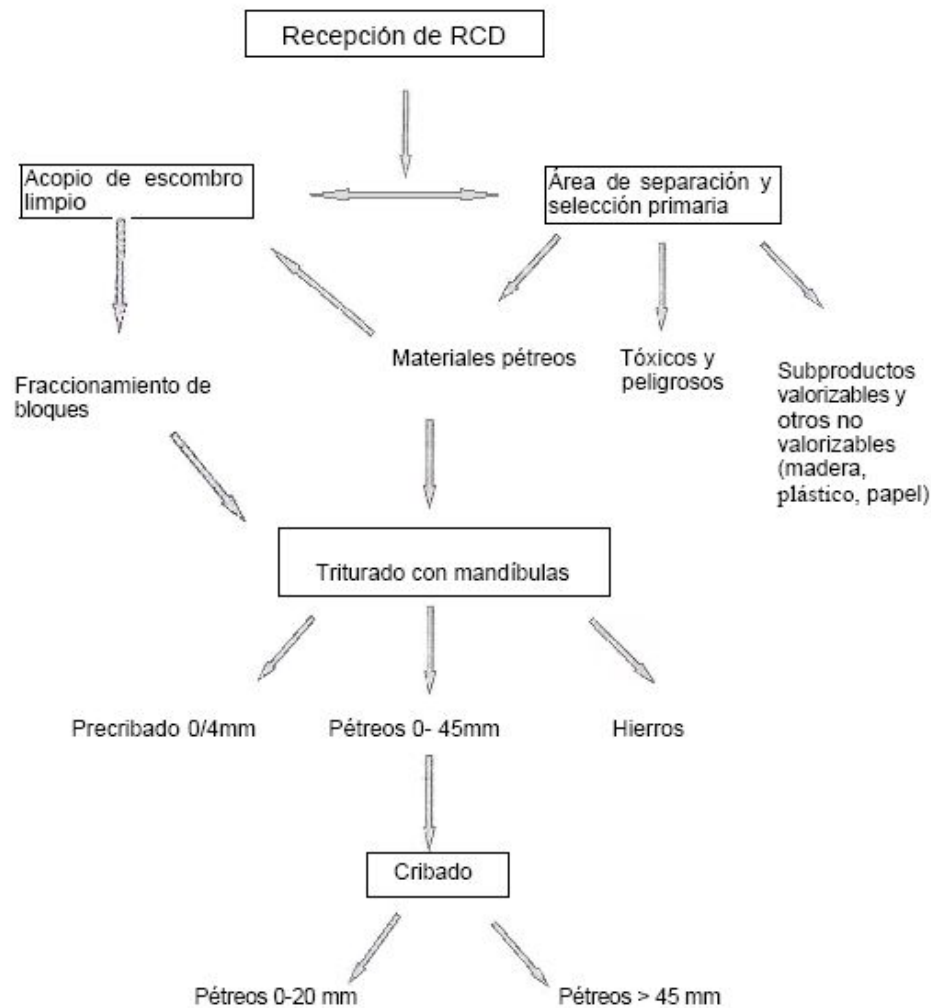 Recepción de RCD
Acopio de escombro
limpio
Área de separación y
selección primaria
Materiales pétreos
Tóxicos y
peligrosos
Subproductos
valorizables y
otros no
valorizables
(madera,
plástico, papel)
Fraccionamiento de
bloques
Triturado con mandíbulas
Precribado 0/4mm
Pétreos 0- 45mm
Hierros
Cribado
Pétreos 0-20 mm
Pétreos > 45 mm